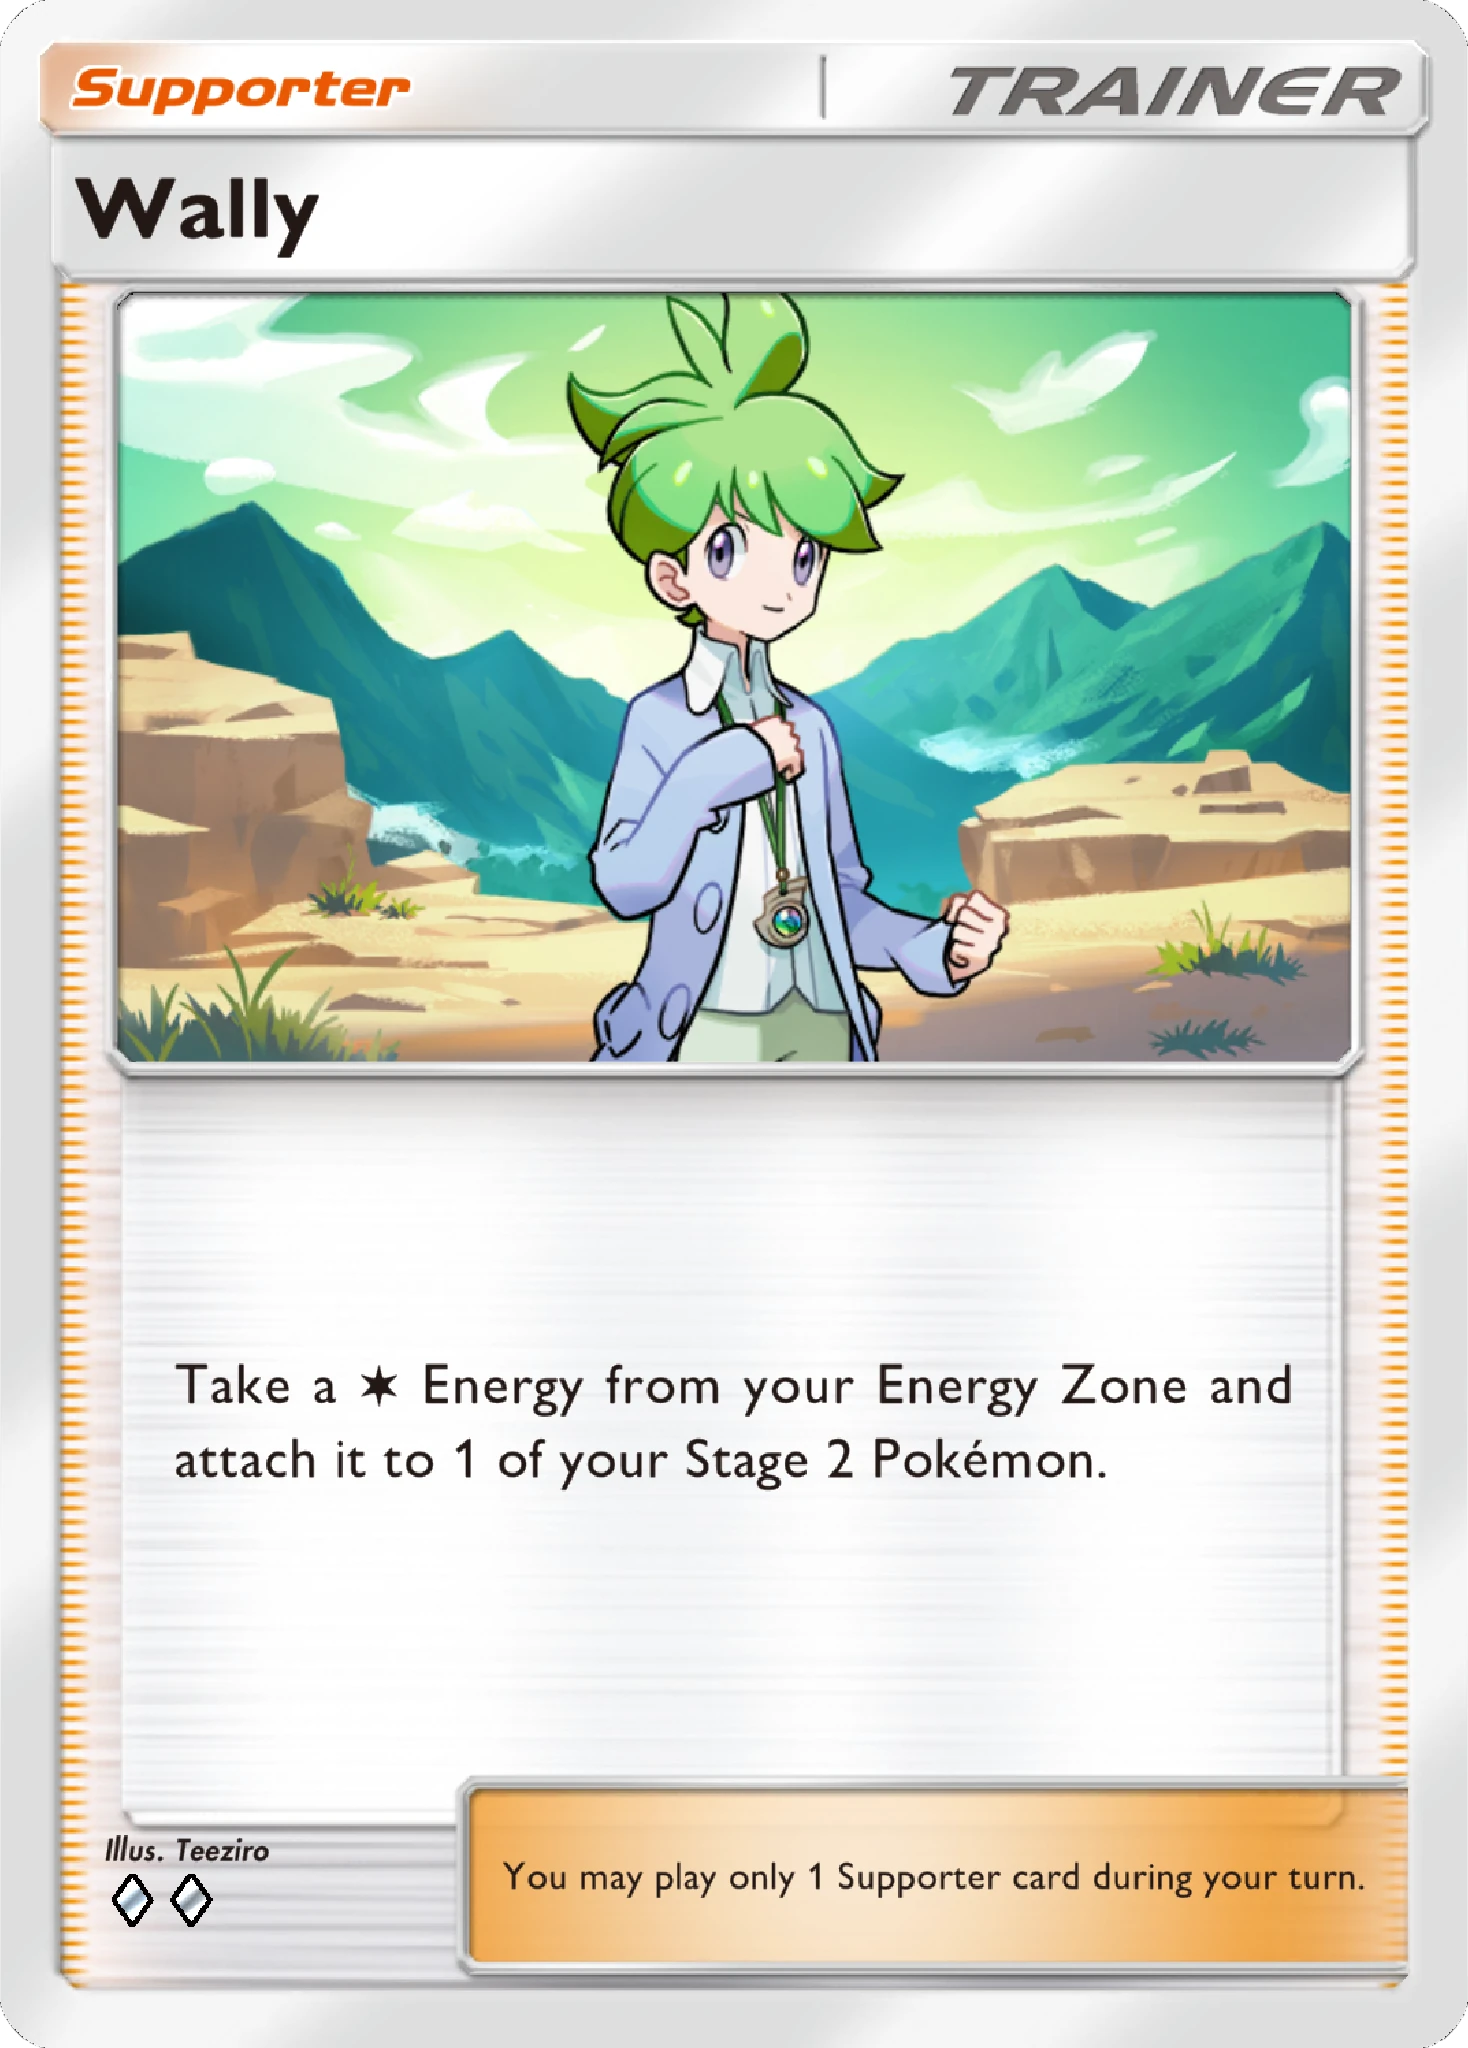 Supporter
TRAINER
Wally
Take a ✶ Energy from your Energy Zone and
attach it to 1 of your Stage 2 Pokémon.
Illus. Teeziro
You may play only 1 Supporter card during your turn.